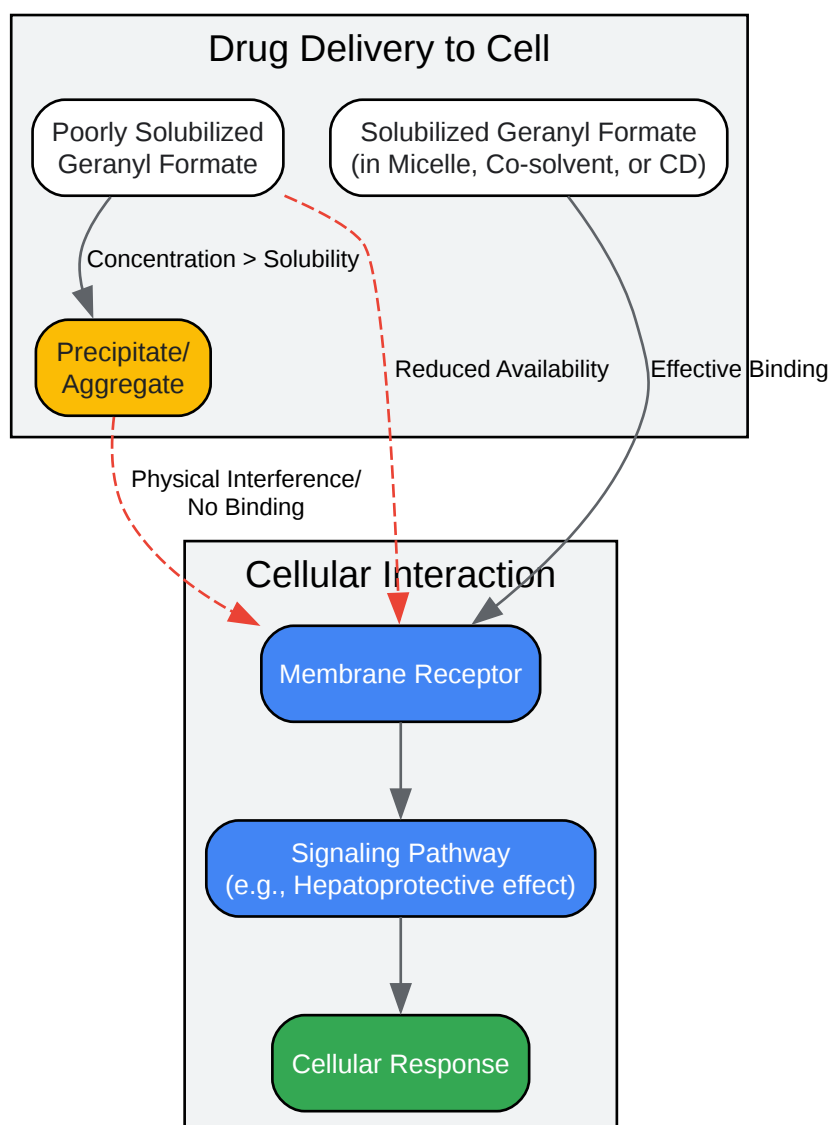 Drug Delivery to Cell
Poorly Solubilized
Geranyl Formate
Solubilized Geranyl Formate
(in Micelle, Co-solvent, or CD)
Concentration > Solubility
Precipitate/
Aggregate
Reduced Availability
Effective Binding
Physical Interference/
No Binding
Cellular Interaction
Membrane Receptor
Signaling Pathway
(e.g., Hepatoprotective effect)
Cellular Response